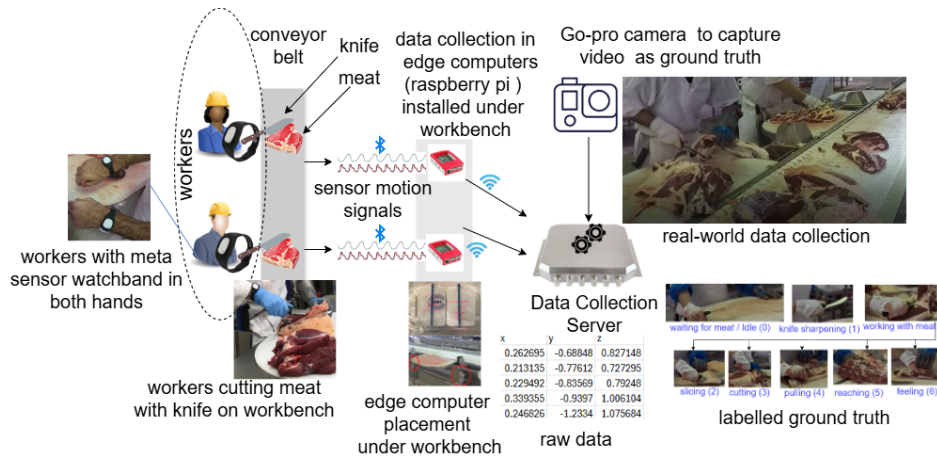 conveyor
belt
knife
meat
data collection in
edge computers
(raspberry pi )
installed under
workbench
Go-pro camera to capture
video as ground truth
workers
sensor motion
signals
real-world data collection
workers with meta
sensor watchband in
both hands
Data Collection
Server
workers cutting meat
with knife on workbench
edge computer
placement
under workbench
x y z
0.262695 -0.68848 0.827148
0.213135 -0.77612 0.727295
0.229492 -0.83569 0.79248
0.339355 -0.9397 1.006104
0.246826 -1.2334 1.075684
raw data
waiting for meat / Idle (0) knife sharpening (1) working with meat
slicing (2) cutting (3) pulling (4) reaching (5) feeling (6)
labelled ground truth